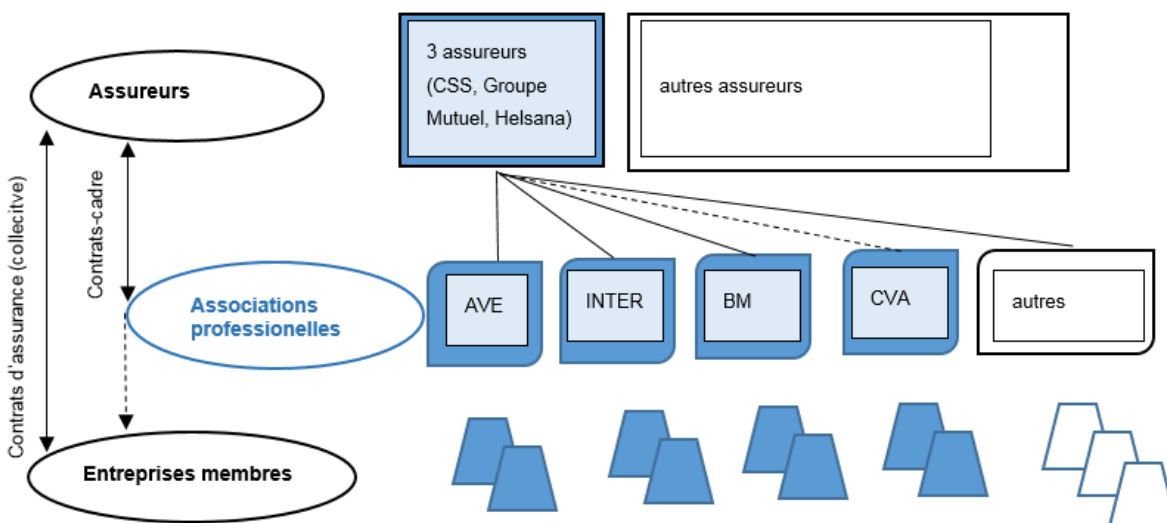 3 assureurs
(CSS, Groupe
Mutuel, Helsana)
autres assureurs
Assureurs
Contrats d'assurance (collecitve)
Contrats-cadre
Associations
professionelles
AVE
INTER
BM
CVA
autres
Entreprises membres